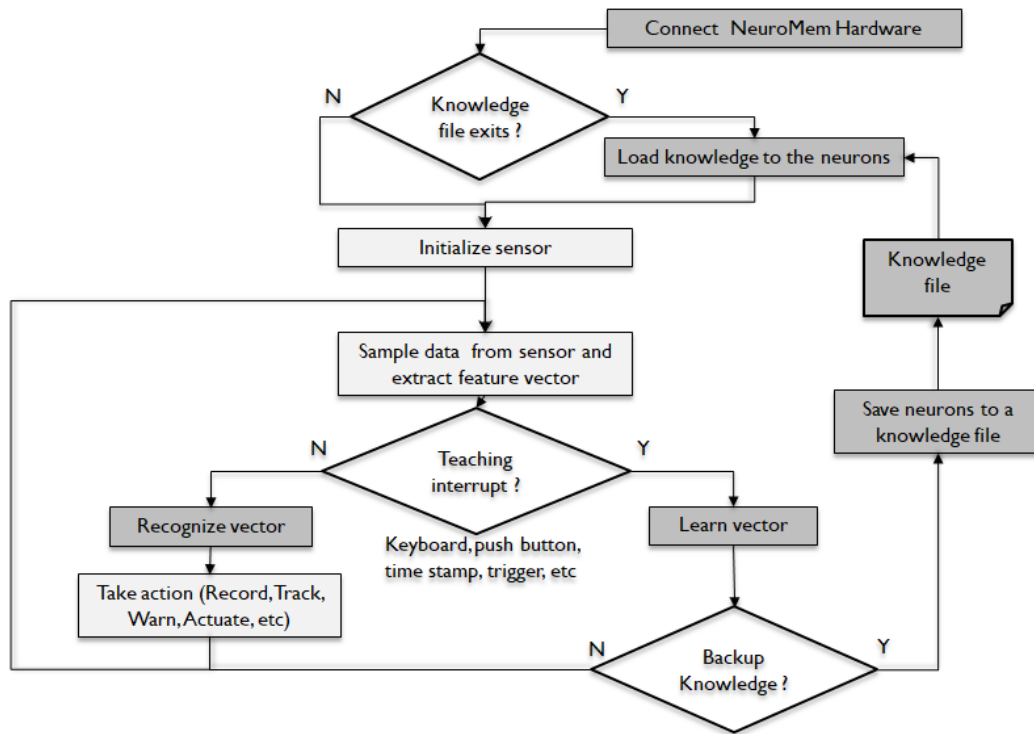 Connect NeuroMem Hardware
N
Y
Knowledge
file exits ?
Load knowledge to the neurons
Initialize sensor
Knowledge
file
Sample data from sensor and
extract feature vector
Save neurons to a
knowledge file
N
Y
Teaching
interrupt ?
Recognize vector
Learn vector
Keyboard, push button,
time stamp, trigger, etc
Take action (Record, Track,
Warn, Actuate, etc)
N
Y
Backup
Knowledge ?